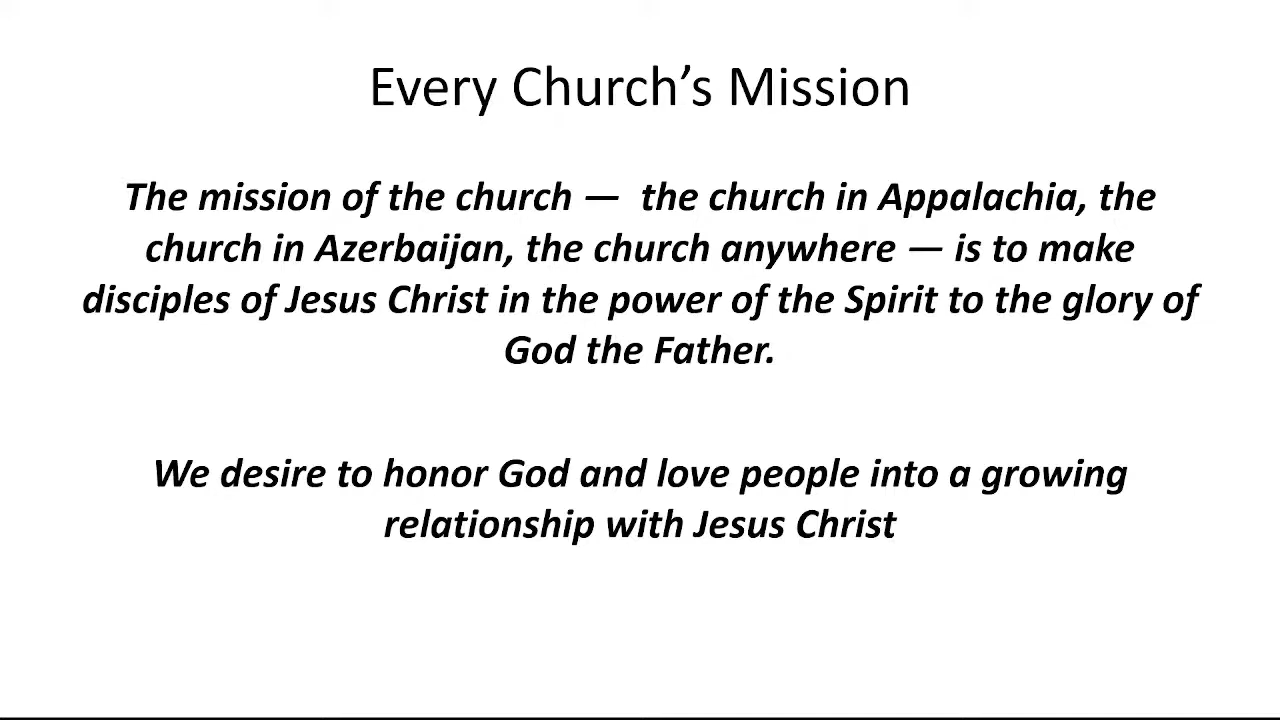 Every Church’s Mission
The mission of the church —  the church in Appalachia, the
church in Azerbaijan, the church anywhere — is to make
disciples of Jesus Christ in the power of the Spirit to the glory of
God the Father.
We desire to honor God and love people into a growing
relationship with Jesus Christ